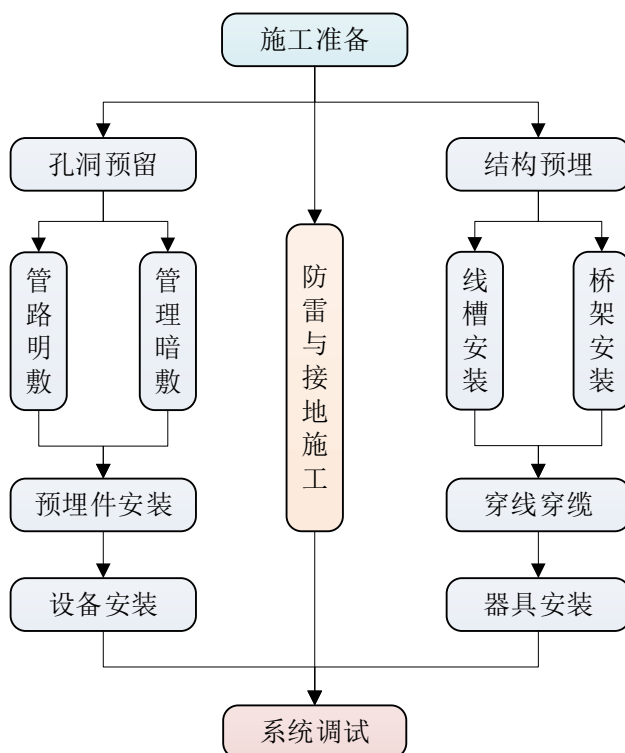 施工准备
孔洞预留
结构预埋
管路明敷
管理暗敷
防雷与接地施工
线槽安装
桥架安装
预埋件安装
穿线穿缆
设备安装
器具安装
系统调试